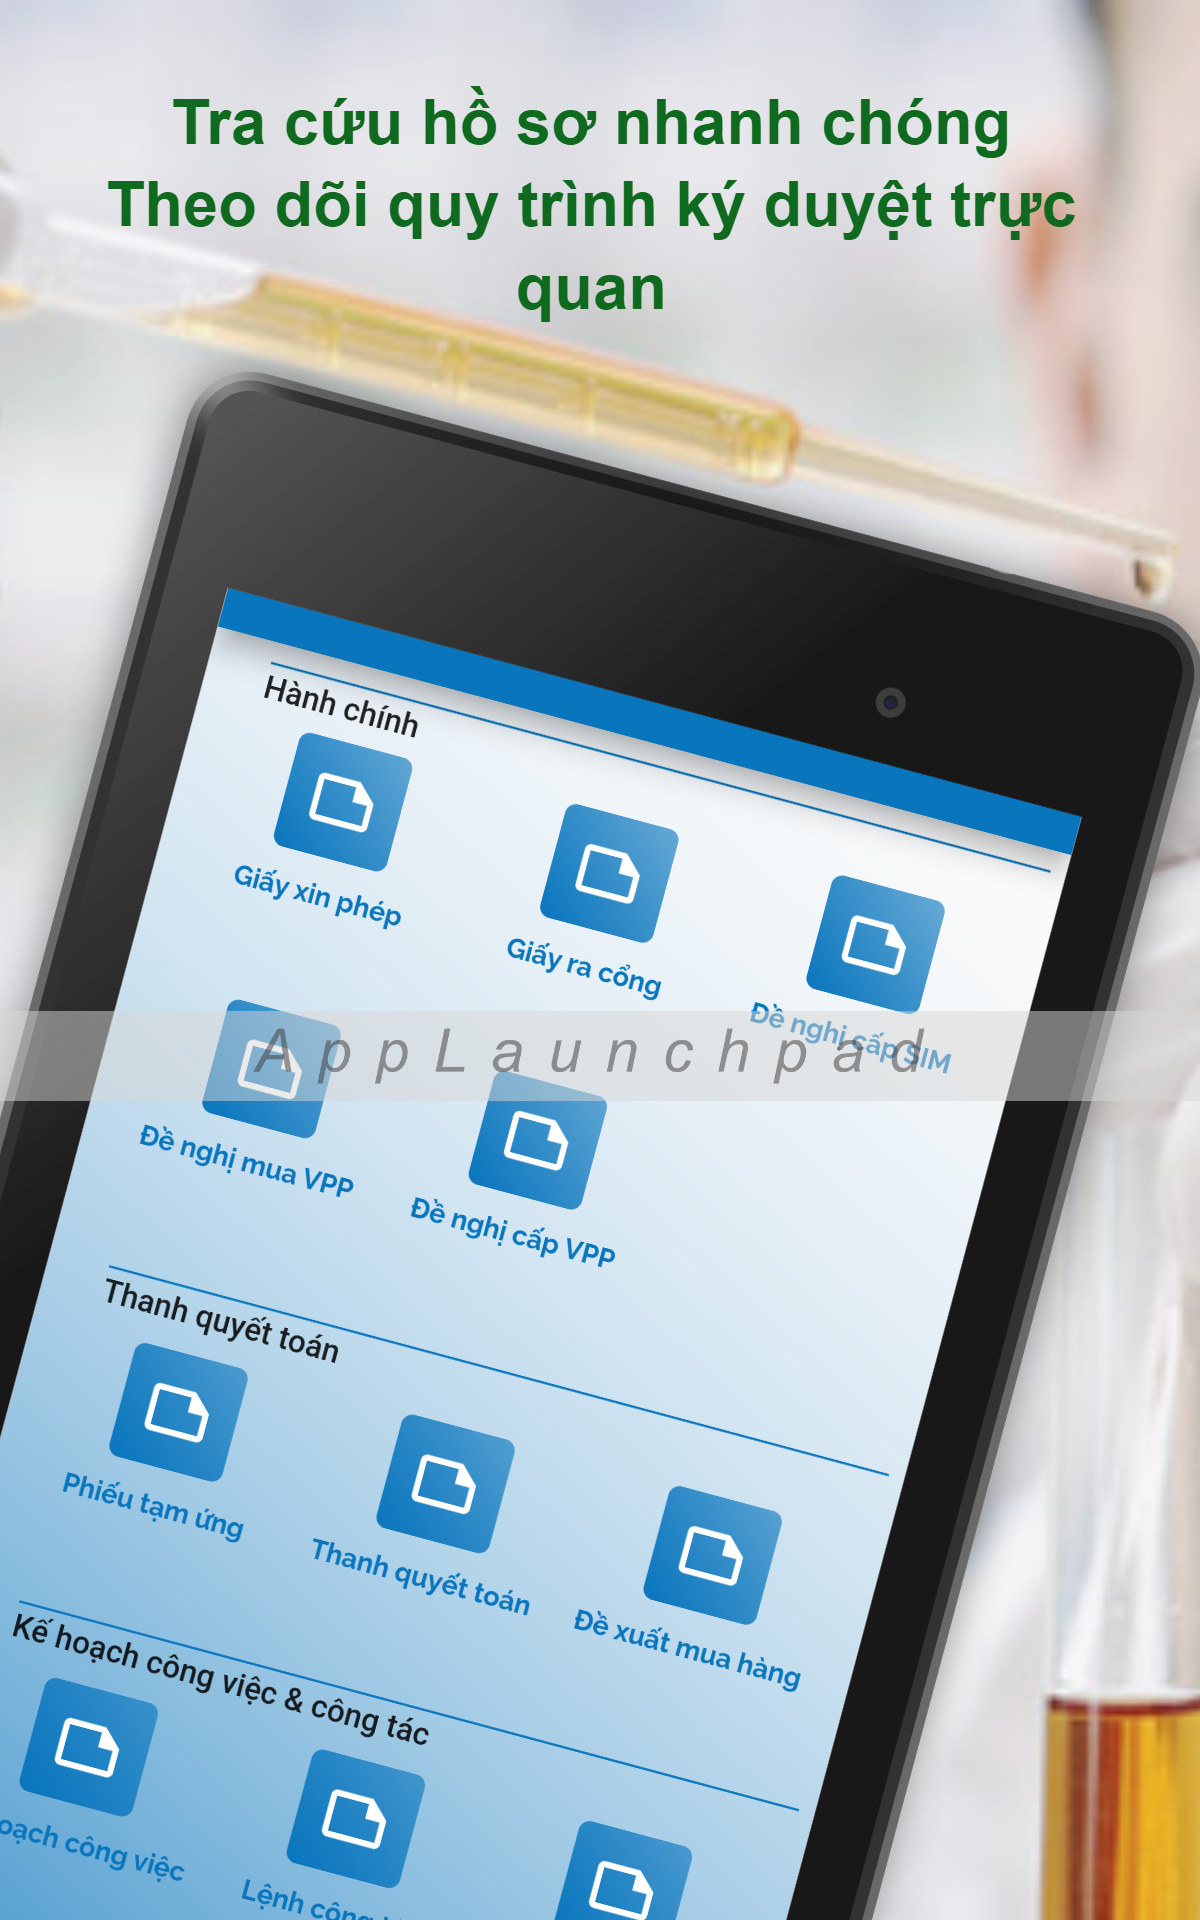 Tra cứu hồ sơ nhanh chóng
Theo dõi quy trình ký duyệt trực
quan
Hành chính
Giấy xin phép
Giấy ra cổng
Đề nghị cấp SIM
AppLaunchpad
Đề nghị mua VPP
Đề nghị cấp VPP
Thanh quyết toán
Phiếu tạm ứng
Thanh quyết toán
Đề xuất mua hàng
Kế hoạch công việc & công tác
công việc
Lệnh